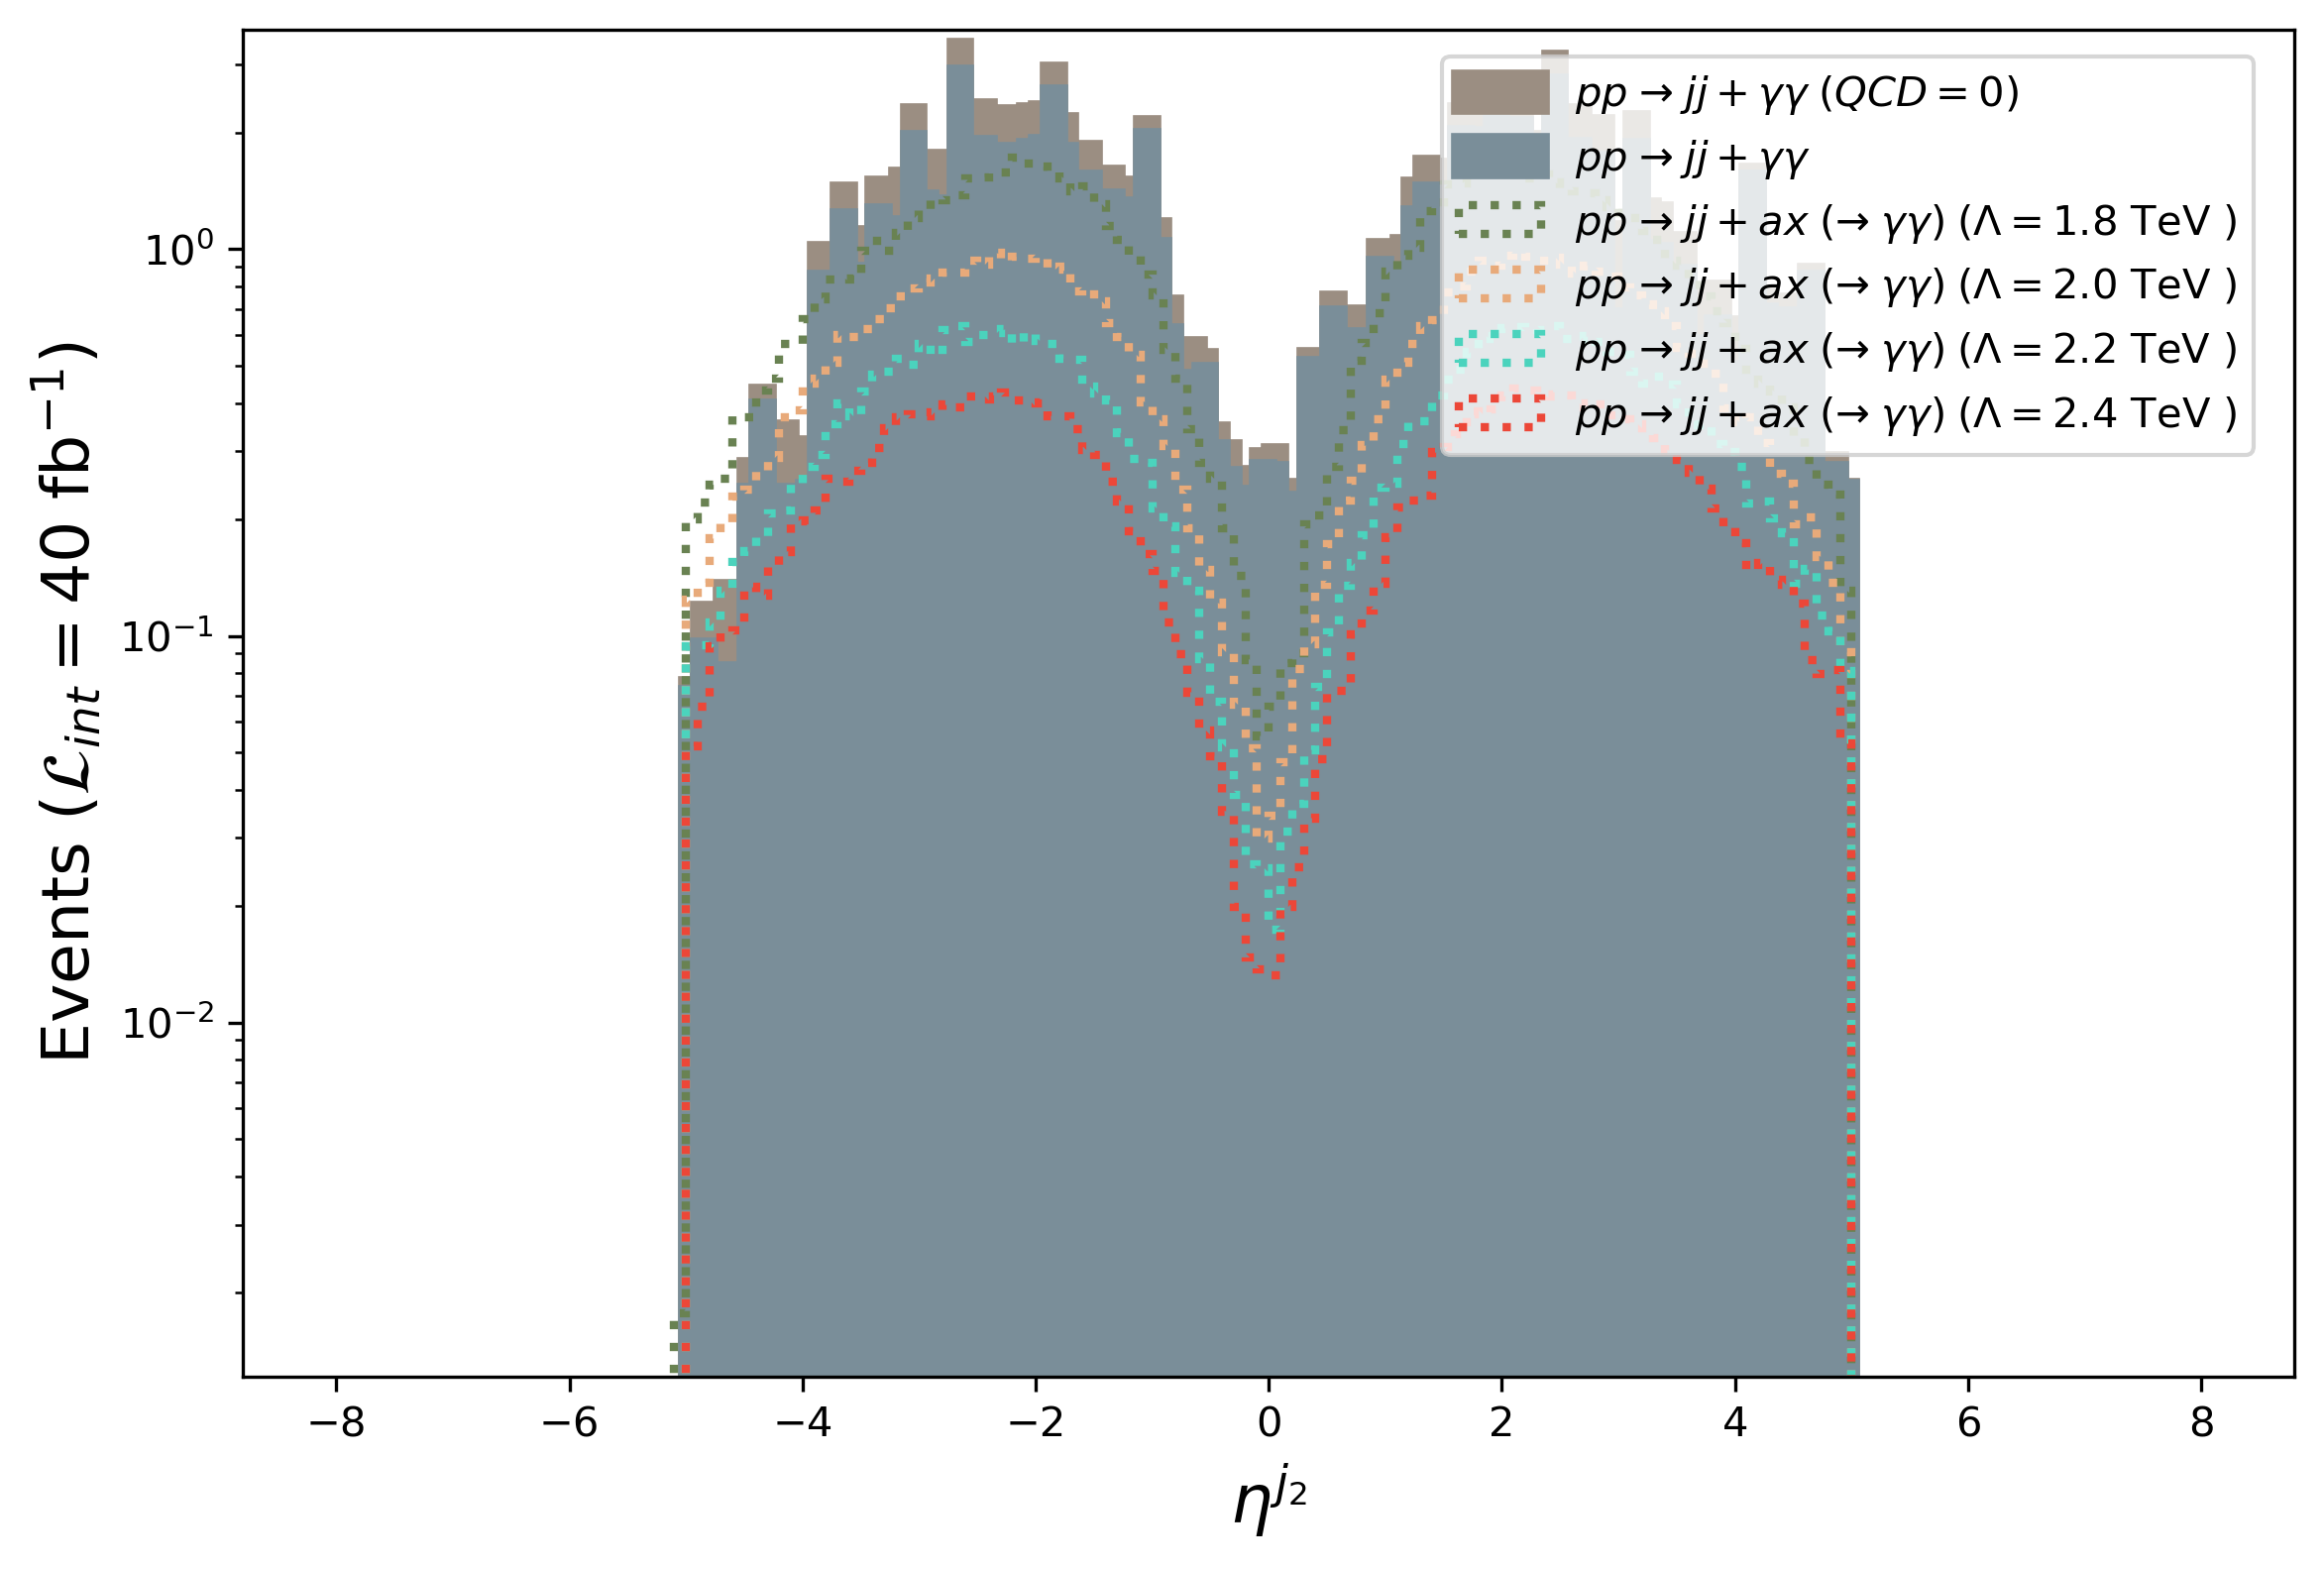 pp → jj + γγ (QCD = 0)
pp → jj + γγ
pp → jj + ax (→ γγ) (Λ = 1.8 TeV )
pp → jj + ax (→ γγ) (Λ = 2.0 TeV )
pp → jj + ax (→ γγ) (Λ = 2.2 TeV )
pp → jj + ax (→ γγ) (Λ = 2.4 TeV )
Events (ℒ_int = 40 fb⁻¹)
10⁰
10⁻¹
10⁻²
−8 −6 −4 −2 0 2 4 6 8
η^{j₂}